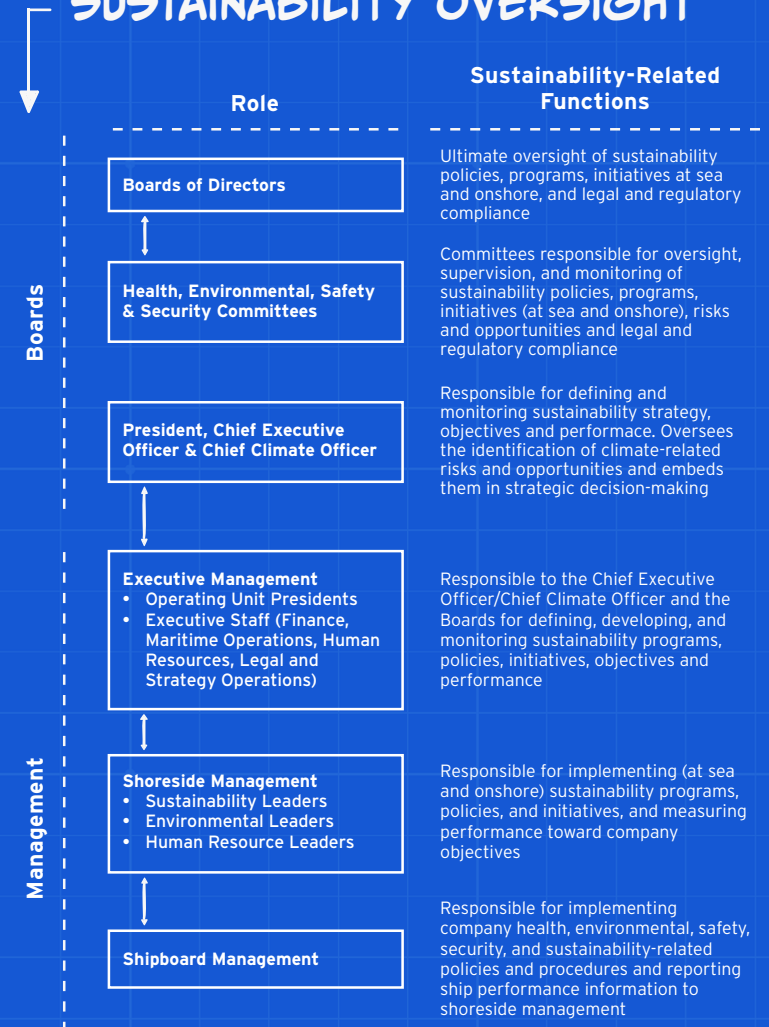 SUSTAINABILITY OVERSIGHT
Role
Sustainability-Related
Functions
Boards
Boards of Directors
Ultimate oversight of sustainability
policies, programs, initiatives at sea
and onshore, and legal and regulatory
compliance
Health, Environmental, Safety
& Security Committees
Committees responsible for oversight,
supervision, and monitoring of
sustainability policies, programs,
initiatives (at sea and onshore), risks
and opportunities and legal and
regulatory compliance
President, Chief Executive
Officer & Chief Climate Officer
Responsible for defining and
monitoring sustainability strategy,
objectives and performace. Oversees
the identification of climate-related
risks and opportunities and embeds
them in strategic decision-making
Management
Executive Management
• Operating Unit Presidents
• Executive Staff (Finance,
Maritime Operations, Human
Resources, Legal and
Strategy Operations)
Responsible to the Chief Executive
Officer/Chief Climate Officer and the
Boards for defining, developing, and
monitoring sustainability programs,
policies, initiatives, objectives and
performance
Shoreside Management
• Sustainability Leaders
• Environmental Leaders
• Human Resource Leaders
Responsible for implementing (at sea
and onshore) sustainability programs,
policies, and initiatives, and measuring
performance toward company
objectives
Shipboard Management
Responsible for implementing
company health, environmental, safety,
security, and sustainability-related
policies and procedures and reporting
ship performance information to
shoreside management